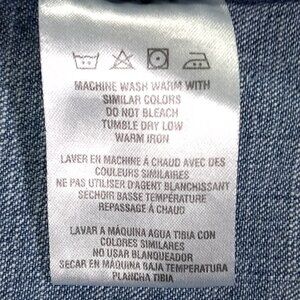 MACHINE WASH WARM WITH
SIMILAR COLORS
DO NOT BLEACH
TUMBLE DRY LOW
WARM IRON
LAVER EN MACHINE À CHAUD AVEC DES
COULEURS SIMILAIRES
NE PAS UTILISER D'AGENT BLANCHISSANT
SECHOIR BASSE TEMPÉRATURE
REPASSAGE À CHAUD
LAVAR A MÁQUINA AGUA TIBIA CON
COLORES SIMILARES
NO USAR BLANQUEADOR
SECAR EN MÁQUINA BAJA TEMPERATURA
PLANCHA TIBIA